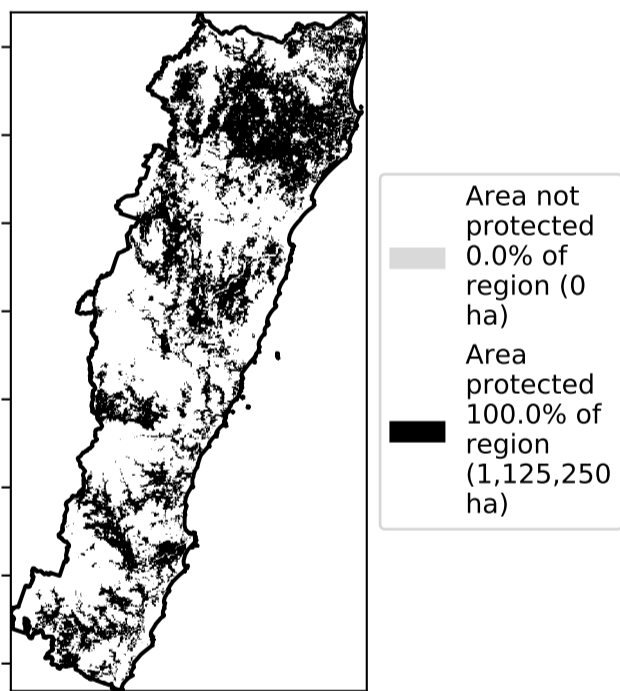 Area not
protected
0.0% of
region (0
ha)
Area
protected
100.0% of
region
(1,125,250
ha)